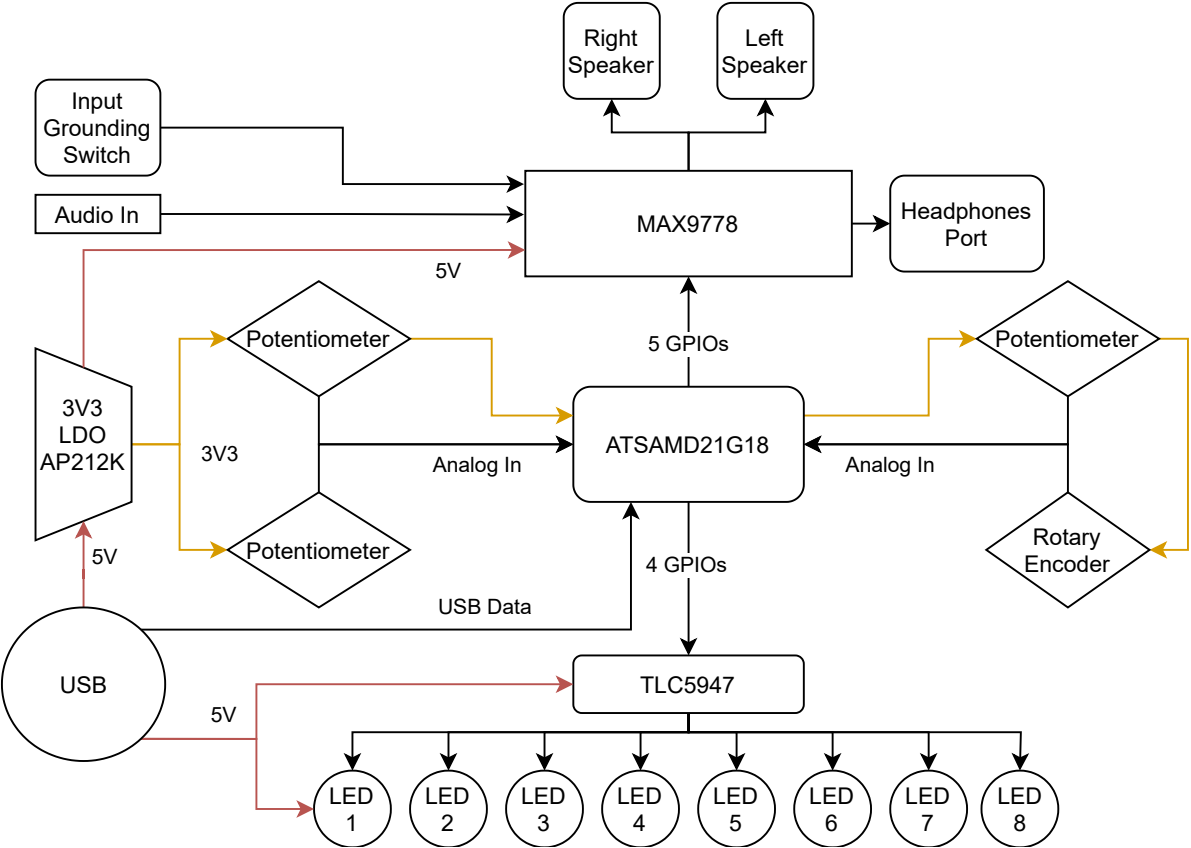 Right
Speaker
Left
Speaker
Input
Grounding
Switch
Audio In
MAX9778
Headphones
Port
5V
Potentiometer
5 GPIOs
Potentiometer
3V3
LDO
AP212K
3V3
ATSAMD21G18
Analog In
Analog In
Potentiometer
Rotary
Encoder
5V
4 GPIOs
USB Data
USB
TLC5947
5V
LED
1
LED
2
LED
3
LED
4
LED
5
LED
6
LED
7
LED
8